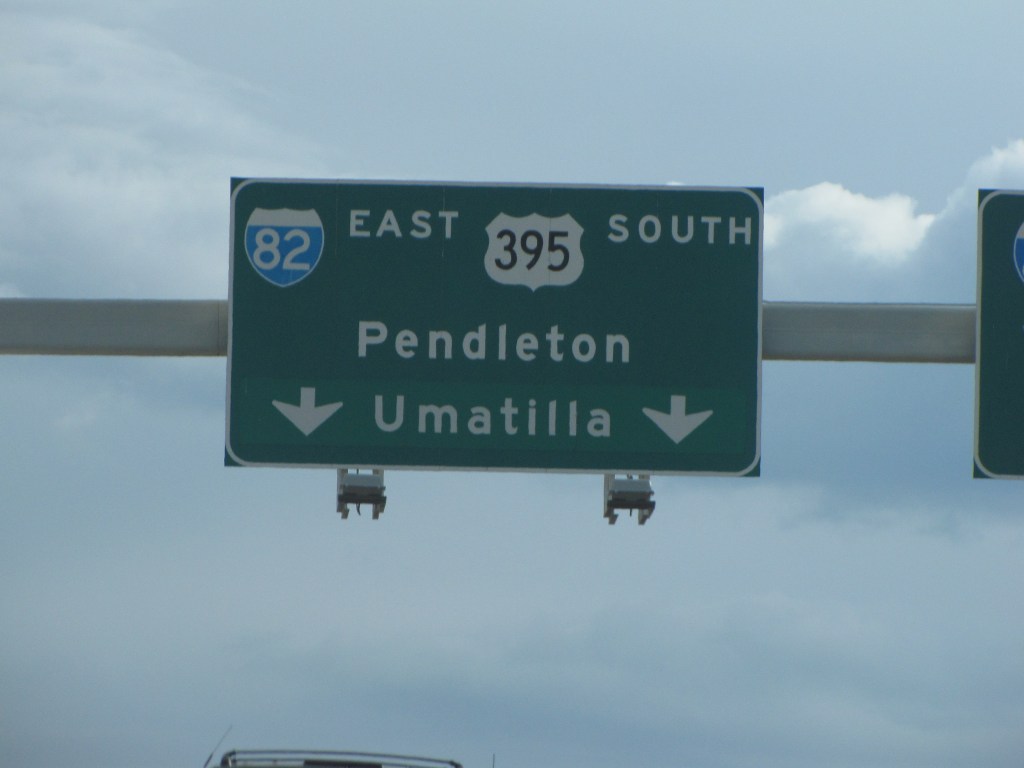 82 EAST 395 SOUTH
Pendleton
Umatilla